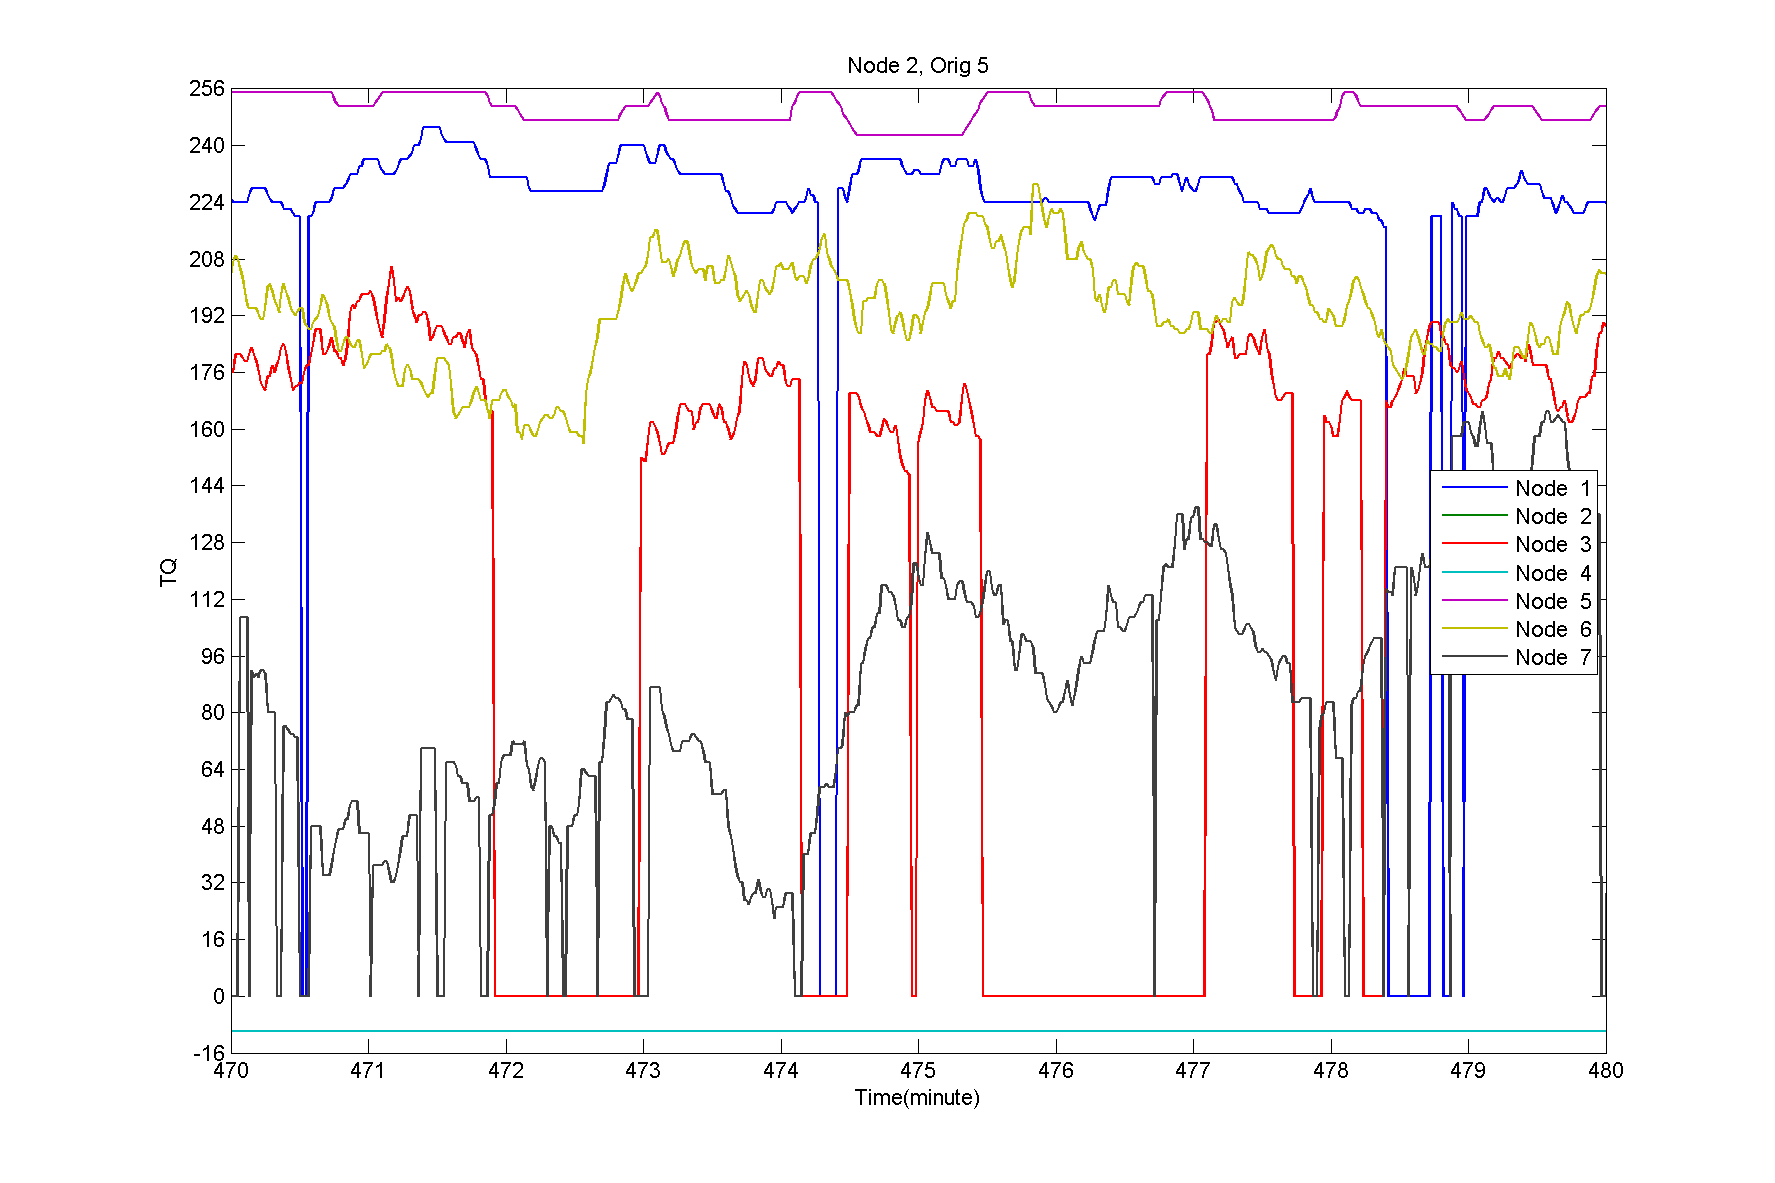 Node 2, Orig 5
256
240
224
208
192
176
160
144
128
112
96
80
64
48
32
16
0
-16
TQ
470 471 472 473 474 475 476 477 478 479 480
Time(minute)
Node 1
Node 2
Node 3
Node 4
Node 5
Node 6
Node 7